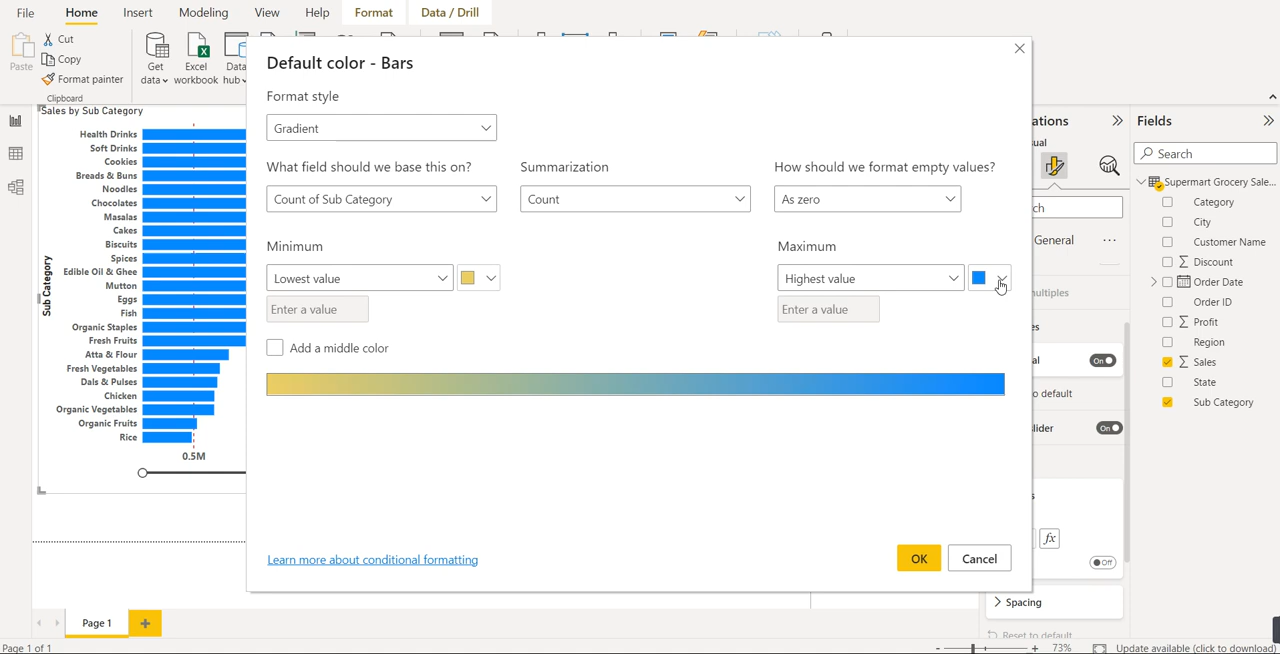 File Home Insert Modeling View Help Format Data / Drill
Paste
Cut
Copy
Format painter
Clipboard
Get data
Excel workbook
Data hub
Sales by Sub Category
Sub Category
Health Drinks
Soft Drinks
Cookies
Breads & Buns
Noodles
Chocolates
Masalas
Cakes
Biscuits
Spices
Edible Oil & Ghee
Mutton
Eggs
Fish
Organic Staples
Fresh Fruits
Atta & Flour
Fresh Vegetables
Dals & Pulses
Chicken
Organic Vegetables
Organic Fruits
Rice
0.5M
Default color - Bars
Format style
Gradient
What field should we base this on? Summarization How should we format empty values?
Count of Sub Category Count As zero
Minimum Maximum
Lowest value Highest value
Enter a value Enter a value
Add a middle color
Learn more about conditional formatting
OK Cancel
ations
ual
ch
General ...
ultiples
es
al On
o default
lider On
s
fx
Off
Spacing
Reset to default
Fields
Search
Supermart Grocery Sale...
Category
City
Customer Name
Σ Discount
Order Date
Order ID
Σ Profit
Region
Σ Sales
State
Sub Category
Page 1 +
Page 1 of 1
- + 73% Update available (click to download)